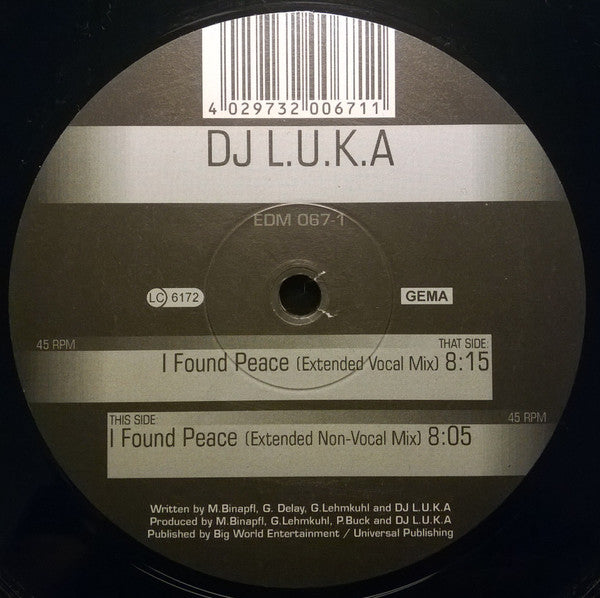 4 029732 006711
DJ L.U.K.A
EDM 067-1
LC 6172
GEMA
45 RPM
THAT SIDE:
I Found Peace (Extended Vocal Mix) 8:15
THIS SIDE:
45 RPM
I Found Peace (Extended Non-Vocal Mix) 8:05
Written by M.Binapfl, G. Delay, G.Lehmkuhl and DJ L.U.K.A
Produced by M.Binapfl, G.Lehmkuhl, P.Buck and DJ L.U.K.A
Published by Big World Entertainment / Universal Publishing